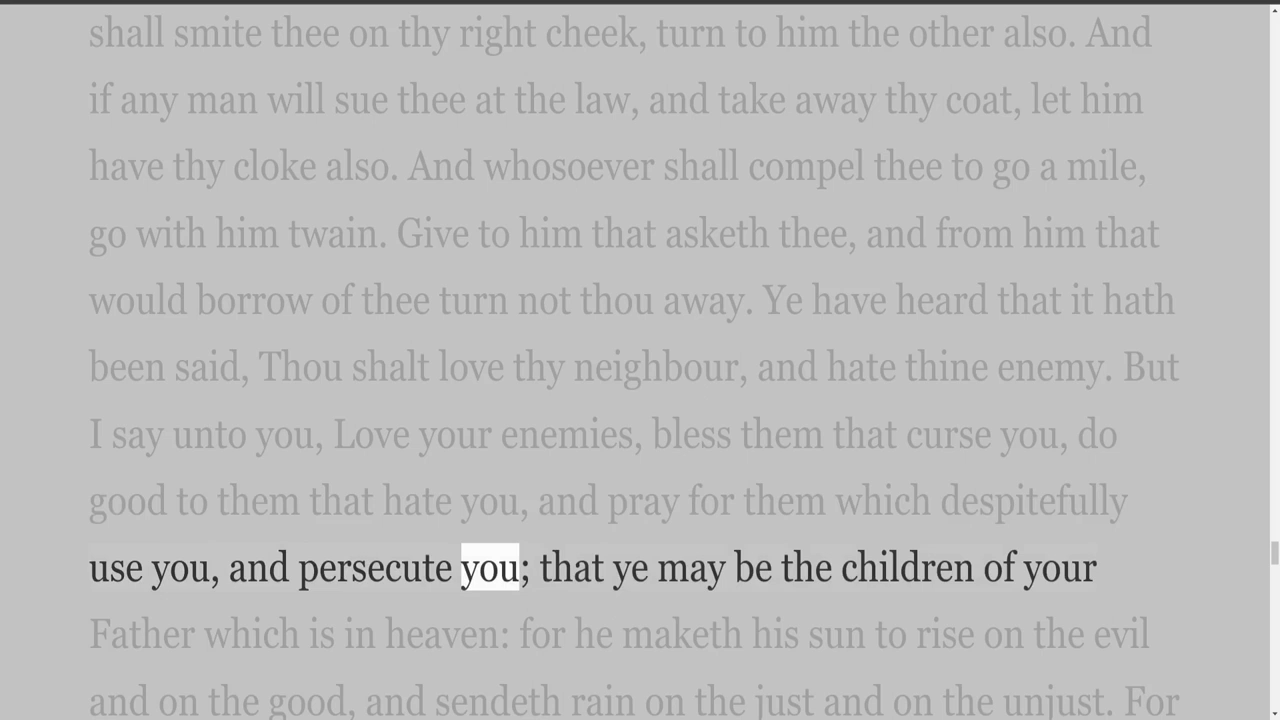 shall smite thee on thy right cheek, turn to him the other also. And
if any man will sue thee at the law, and take away thy coat, let him
have thy cloke also. And whosoever shall compel thee to go a mile,
go with him twain. Give to him that asketh thee, and from him that
would borrow of thee turn not thou away. Ye have heard that it hath
been said, Thou shalt love thy neighbour, and hate thine enemy. But
I say unto you, Love your enemies, bless them that curse you, do
good to them that hate you, and pray for them which despitefully
use you, and persecute you; that ye may be the children of your
Father which is in heaven: for he maketh his sun to rise on the evil
and on the good, and sendeth rain on the just and on the unjust. For